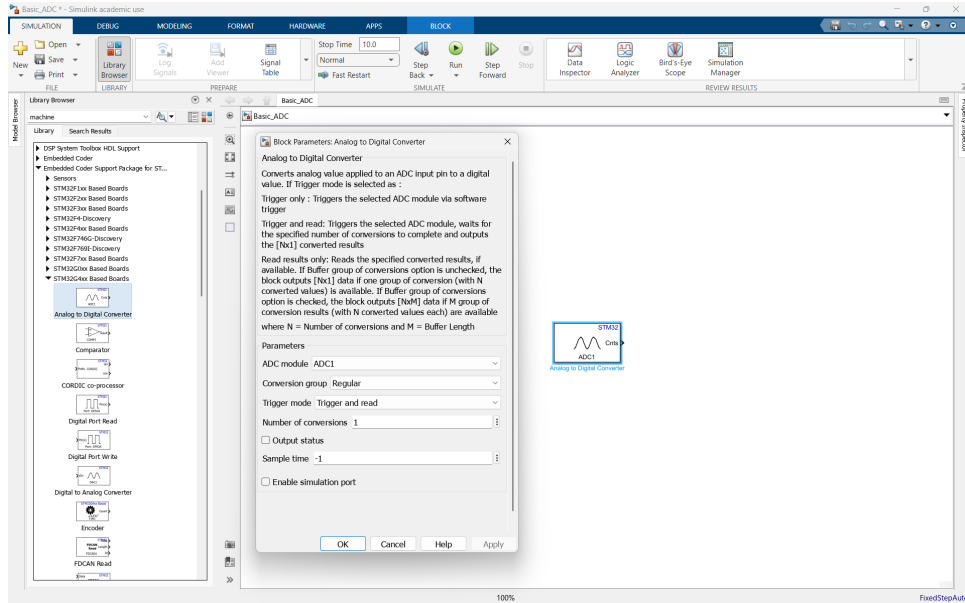 Basic_ADC * - Simulink academic use
SIMULATION DEBUG MODELING FORMAT HARDWARE APPS BLOCK
New
Open
Save
Print
FILE
Library
Browser
LIBRARY
Log
Signals
Add
Viewer
Signal
Table
PREPARE
Stop Time 10.0
Normal
Fast Restart
Step
Back
Run
Step
Forward
Stop
SIMULATE
Data
Inspector
Logic
Analyzer
Bird's-Eye
Scope
Simulation
Manager
REVIEW RESULTS
Model Browser
Library Browser
machine
Library Search Results
DSP System Toolbox HDL Support
Embedded Coder
Embedded Coder Support Package for ST...
Sensors
STM32F1xx Based Boards
STM32F2xx Based Boards
STM32F3xx Based Boards
STM32F4-Discovery
STM32F4xx Based Boards
STM32F746G-Discovery
STM32F769I-Discovery
STM32F7xx Based Boards
STM32G0xx Based Boards
STM32G4xx Based Boards
Analog to Digital Converter
Comparator
CORDIC co-processor
Digital Port Read
Digital Port Write
Digital to Analog Converter
Encoder
FDCAN Read
Basic_ADC
Basic_ADC
Block Parameters: Analog to Digital Converter
Analog to Digital Converter
Converts analog value applied to an ADC input pin to a digital
value. If Trigger mode is selected as :
Trigger only : Triggers the selected ADC module via software
trigger
Trigger and read: Triggers the selected ADC module, waits for
the specified number of conversions to complete and outputs
the [Nx1] converted results
Read results only: Reads the specified converted results, if
available. If Buffer group of conversions option is unchecked, the
block outputs [Nx1] data if one group of conversion (with N
converted values) is available. If Buffer group of conversions
option is checked, the block outputs [NxM] data if M group of
conversion results (with N converted values each) are available
where N = Number of conversions and M = Buffer Length
Parameters
ADC module ADC1
Conversion group Regular
Trigger mode Trigger and read
Number of conversions 1
Output status
Sample time -1
Enable simulation port
OK Cancel Help Apply
STM32
Cnts
ADC1
Analog to Digital Converter
100%
FixedStepAuto